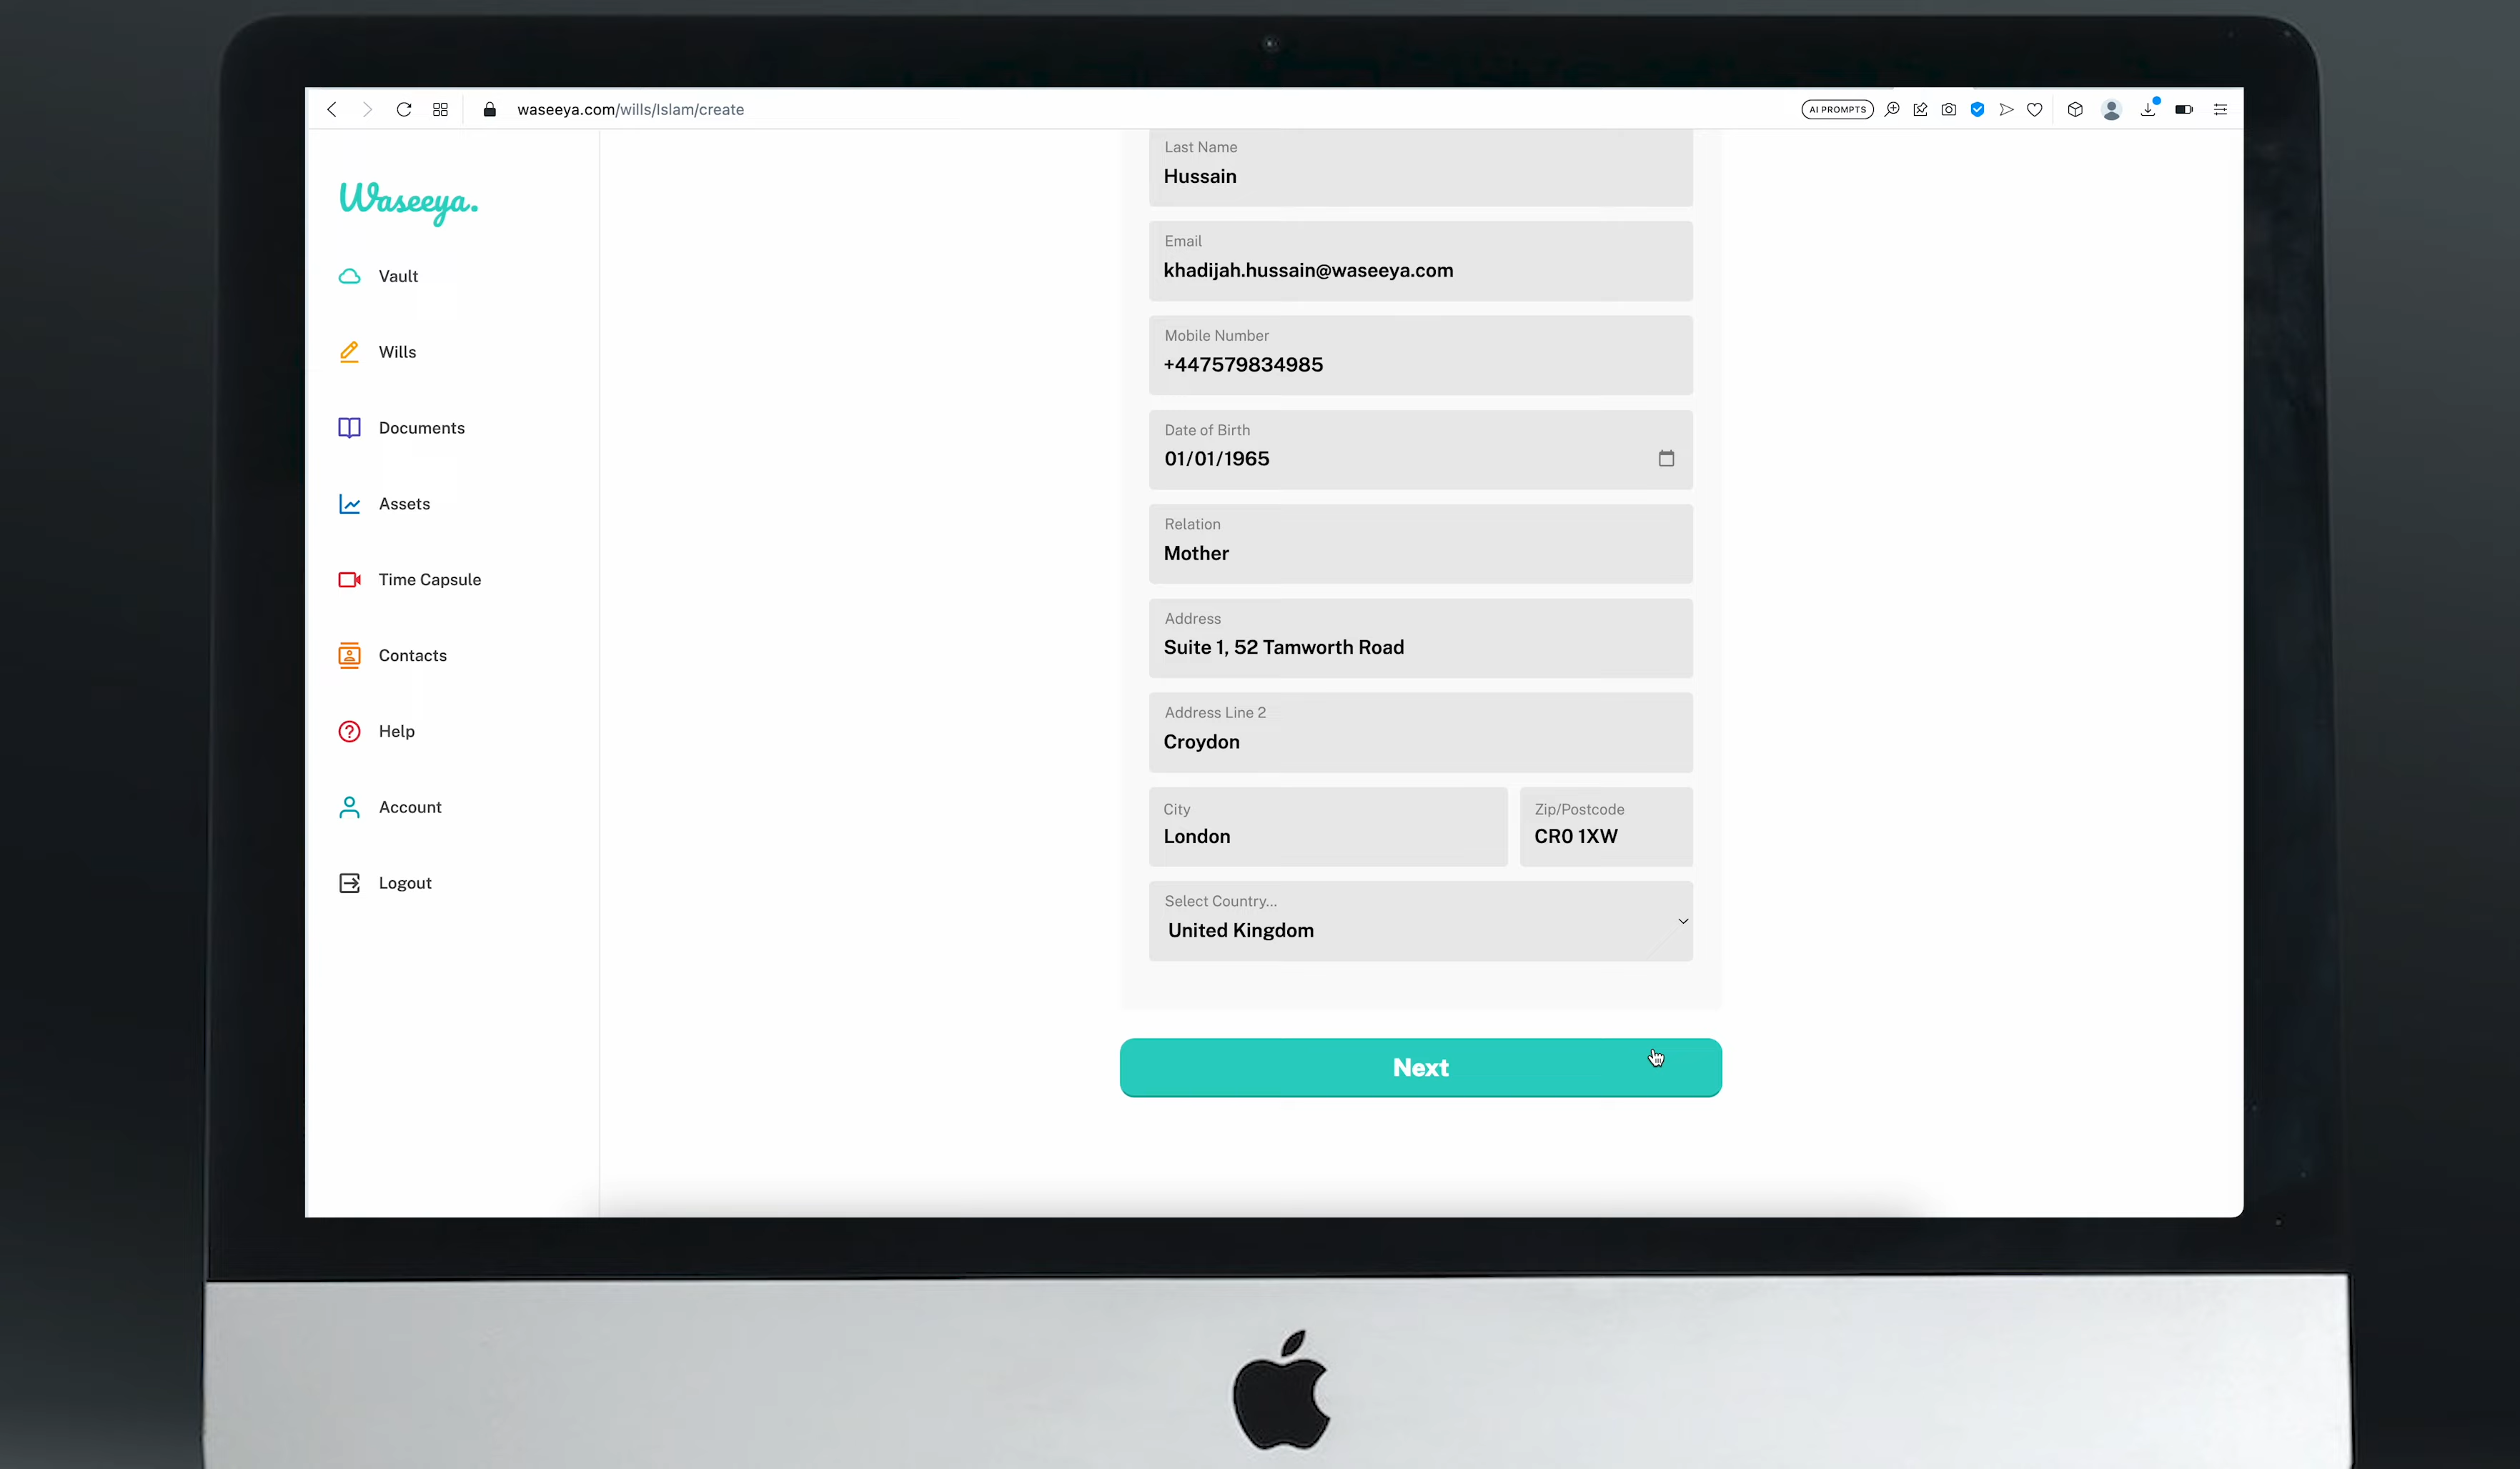 waseeya.com/wills/Islam/create
AI PROMPTS
Waseeya.
Vault
Wills
Documents
Assets
Time Capsule
Contacts
Help
Account
Logout
Last Name
Hussain
Email
khadijah.hussain@waseeya.com
Mobile Number
+447579834985
Date of Birth
01/01/1965
Relation
Mother
Address
Suite 1, 52 Tamworth Road
Address Line 2
Croydon
City
London
Zip/Postcode
CR0 1XW
Select Country...
United Kingdom
Next